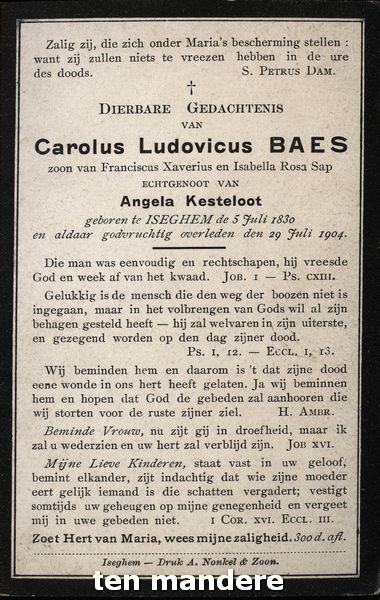 Zalig zij, die zich onder Maria's bescherming stellen :
want zij zullen niets te vreezen hebben in de ure
des doods. S. Petrus Dam.
†
Dierbare Gedachtenis
VAN
Carolus Ludovicus BAES
zoon van Franciscus Xaverius en Isabella Rosa Sap
ECHTGENOOT VAN
Angela Kesteloot
geboren te ISEGHEM de 5 Juli 1830
en aldaar godvruchtig overleden den 29 Juli 1904.
Die man was eenvoudig en rechtschapen, hij vreesde
God en week af van het kwaad. Job. I — Ps. CXIII.
Gelukkig is de mensch die den weg der boozen niet is
ingegaan, maar in het volbrengen van Gods wil al zijn
behagen gesteld heeft — hij zal welvaren in zijn uiterste,
en gezegend worden op den dag zijner dood.
Ps. I, 12. — Eccl. I, 13.
Wij beminden hem en daarom is 't dat zijne dood
eene wonde in ons hert heeft gelaten. Ja wij beminnen
hem en hopen dat God de gebeden zal aanhooren die
wij storten voor de ruste zijner ziel. H. Ambr.
Beminde Vrouw, nu zijt gij in droefheid, maar ik
zal u wederzien en uw hert zal verblijd zijn. Job XVI.
Mijne Lieve Kinderen, staat vast in uw geloof,
bemint elkander, zijt indachtig dat wie zijne moeder
eert gelijk iemand is die schatten vergadert; vestigt
somtijds uw geheugen op mijne genegenheid en vergeet
mij in uwe gebeden niet. I Cor. XVI. Eccl. III.
Zoet Hert van Maria, wees mijne zaligheid. 300 d. afl.
Iseghem — Druk A. Nonkel & Zoon.
ten mandere